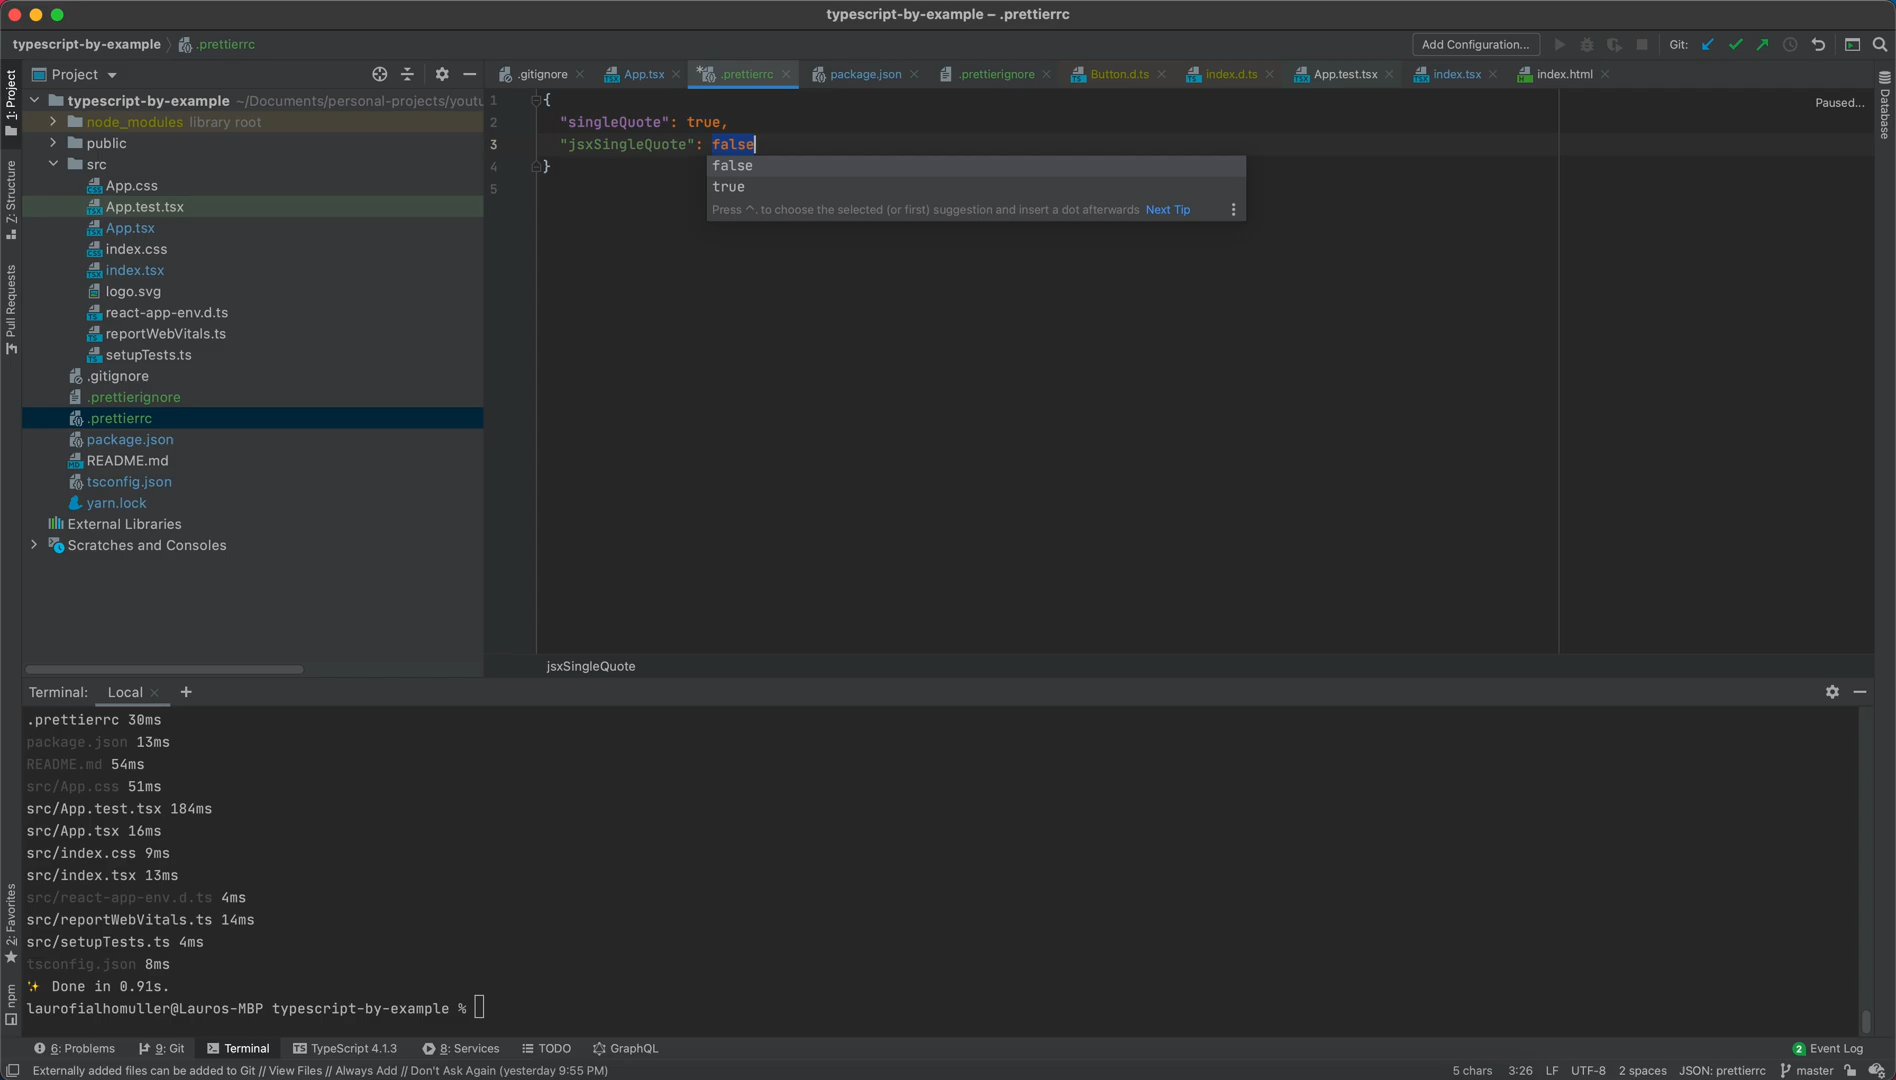 typescript-by-example – .prettierrc
typescript-by-example
.prettierrc
Add Configuration...
Git:
Project
.gitignore
App.tsx
.prettierrc
package.json
.prettierignore
Button.d.ts
index.d.ts
App.test.tsx
index.tsx
index.html
1: Project
Z: Structure
Pull Requests
2: Favorites
npm
Database
typescript-by-example ~/Documents/personal-projects/youtu
node_modules library root
public
src
App.css
App.test.tsx
App.tsx
index.css
index.tsx
logo.svg
react-app-env.d.ts
reportWebVitals.ts
setupTests.ts
.gitignore
.prettierignore
.prettierrc
package.json
README.md
tsconfig.json
yarn.lock
External Libraries
Scratches and Consoles
Paused...
1 {
2 "singleQuote": true,
3 "jsxSingleQuote": false
4 }
5
false
true
Press ^. to choose the selected (or first) suggestion and insert a dot afterwards Next Tip
jsxSingleQuote
Terminal: Local
.prettierrc 30ms
package.json 13ms
README.md 54ms
src/App.css 51ms
src/App.test.tsx 184ms
src/App.tsx 16ms
src/index.css 9ms
src/index.tsx 13ms
src/react-app-env.d.ts 4ms
src/reportWebVitals.ts 14ms
src/setupTests.ts 4ms
tsconfig.json 8ms
✨ Done in 0.91s.
laurofialhomuller@Lauros-MBP typescript-by-example %
6: Problems
9: Git
Terminal
TypeScript 4.1.3
8: Services
TODO
GraphQL
2 Event Log
Externally added files can be added to Git // View Files // Always Add // Don't Ask Again (yesterday 9:55 PM)
5 chars
3:26
LF
UTF-8
2 spaces
JSON: prettierrc
master